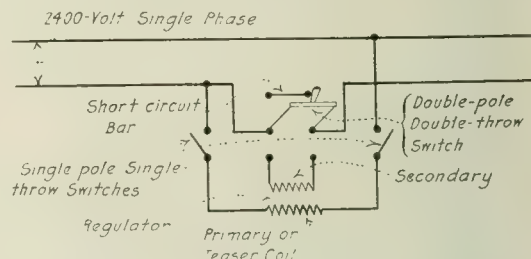 2400-Volt Single Phase
Short circuit
Bar
Double-pole
Double-throw
Switch
Single pole Single-
throw Switches
Secondary
Regulator
Primary or
Teaser Coil